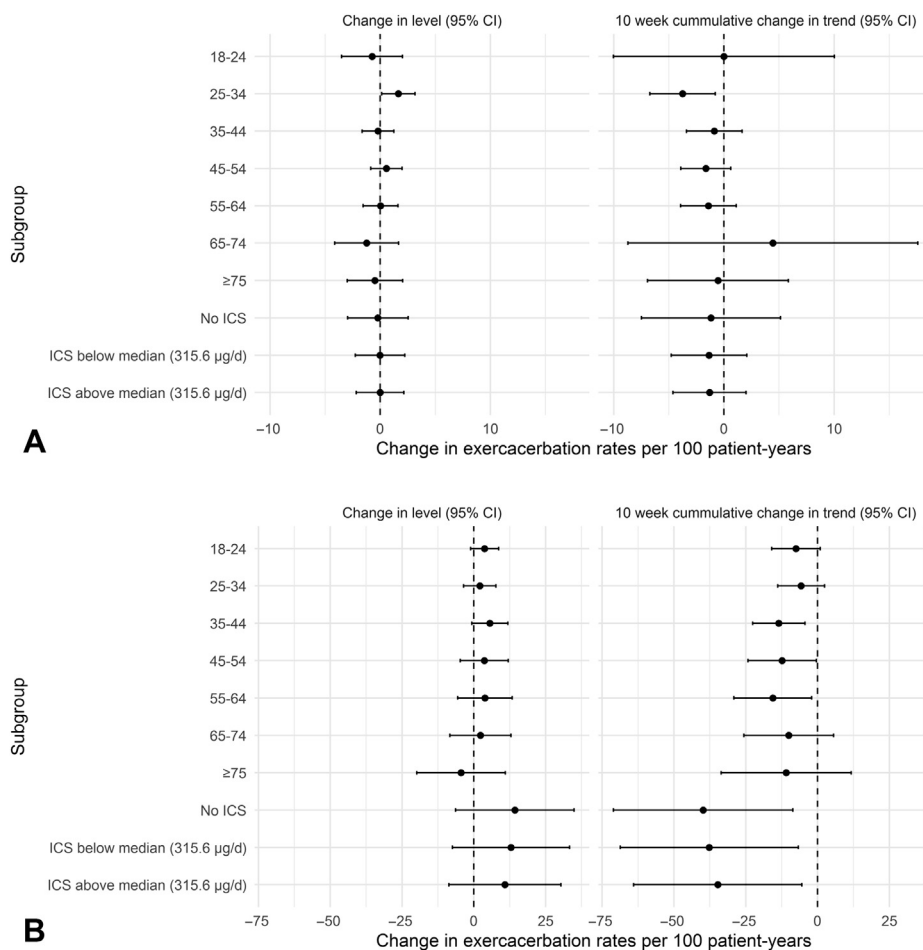 Change in level (95% CI) 10 week cummulative change in trend (95% CI)
18-24
25-34
35-44
45-54
55-64
65-74
≥75
No ICS
ICS below median (315.6 µg/d)
ICS above median (315.6 µg/d)
Subgroup
−10 0 10 −10 0 10
A
Change in exercacerbation rates per 100 patient-years
Change in level (95% CI) 10 week cummulative change in trend (95% CI)
18-24
25-34
35-44
45-54
55-64
65-74
≥75
No ICS
ICS below median (315.6 µg/d)
ICS above median (315.6 µg/d)
Subgroup
−75 −50 −25 0 25 −75 −50 −25 0 25
B
Change in exercacerbation rates per 100 patient-years